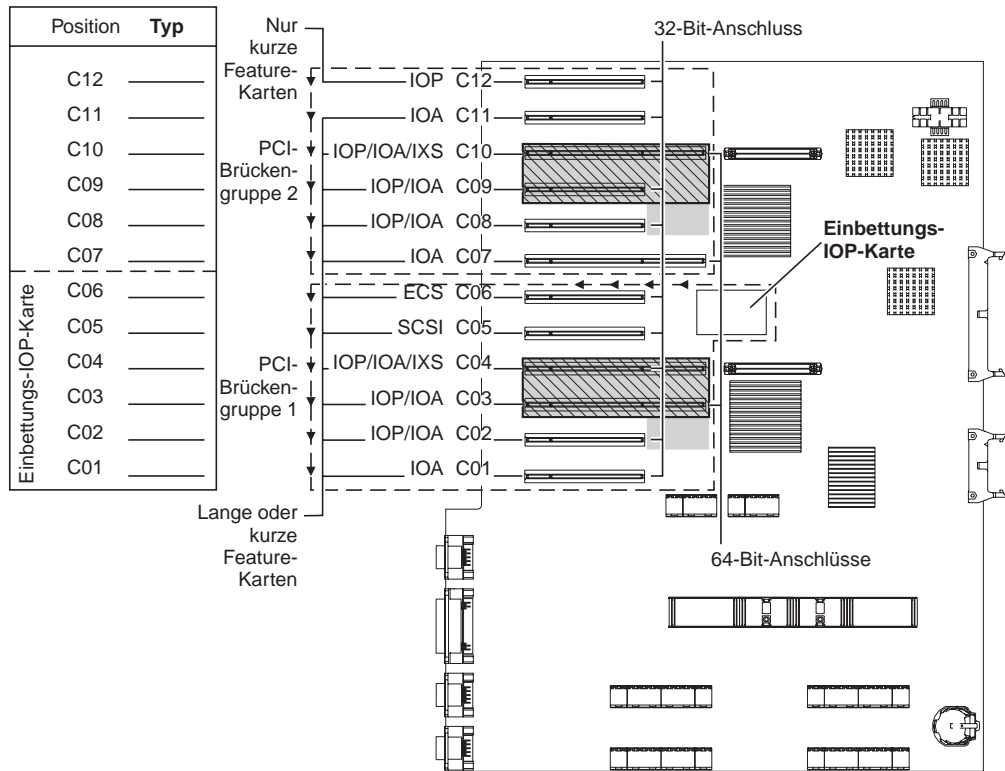 Position Typ
C12
C11
C10
C09
C08
C07
C06
C05
C04
C03
C02
C01
Einbettungs-IOP-Karte
Nur
kurze
Feature-
Karten
PCI-
Brücken-
gruppe 2
PCI-
Brücken-
gruppe 1
Lange oder
kurze
Feature-
Karten
IOP C12
IOA C11
IOP/IOA/IXS C10
IOP/IOA C09
IOP/IOA C08
IOA C07
ECS C06
SCSI C05
IOP/IOA/IXS C04
IOP/IOA C03
IOP/IOA C02
IOA C01
32-Bit-Anschluss
Einbettungs-
IOP-Karte
64-Bit-Anschlüsse